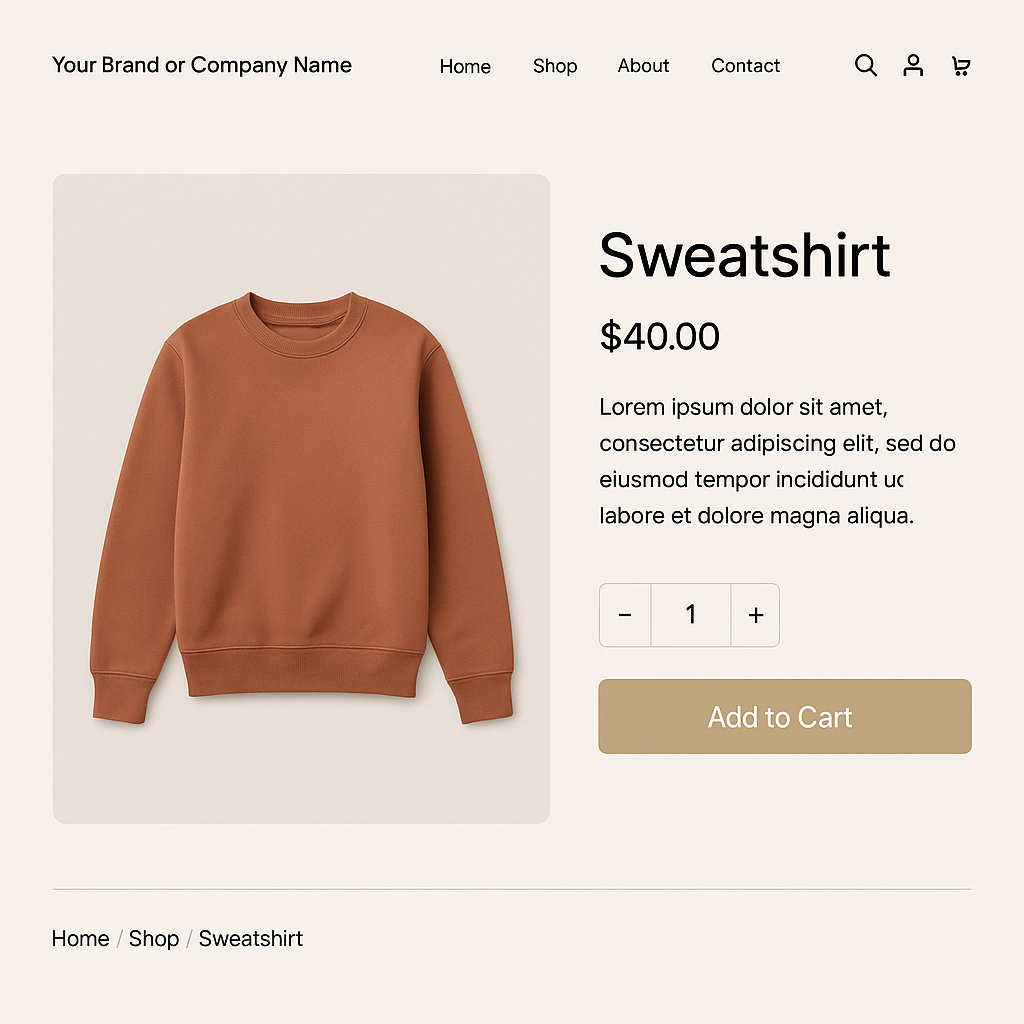 Your Brand or Company Name
Home Shop About Contact
Sweatshirt
$40.00
Lorem ipsum dolor sit amet,
consectetur adipiscing elit, sed do
eiusmod tempor incididunt
labore et dolore magna aliqua.
− 1 +
Add to Cart
Home / Shop / Sweatshirt